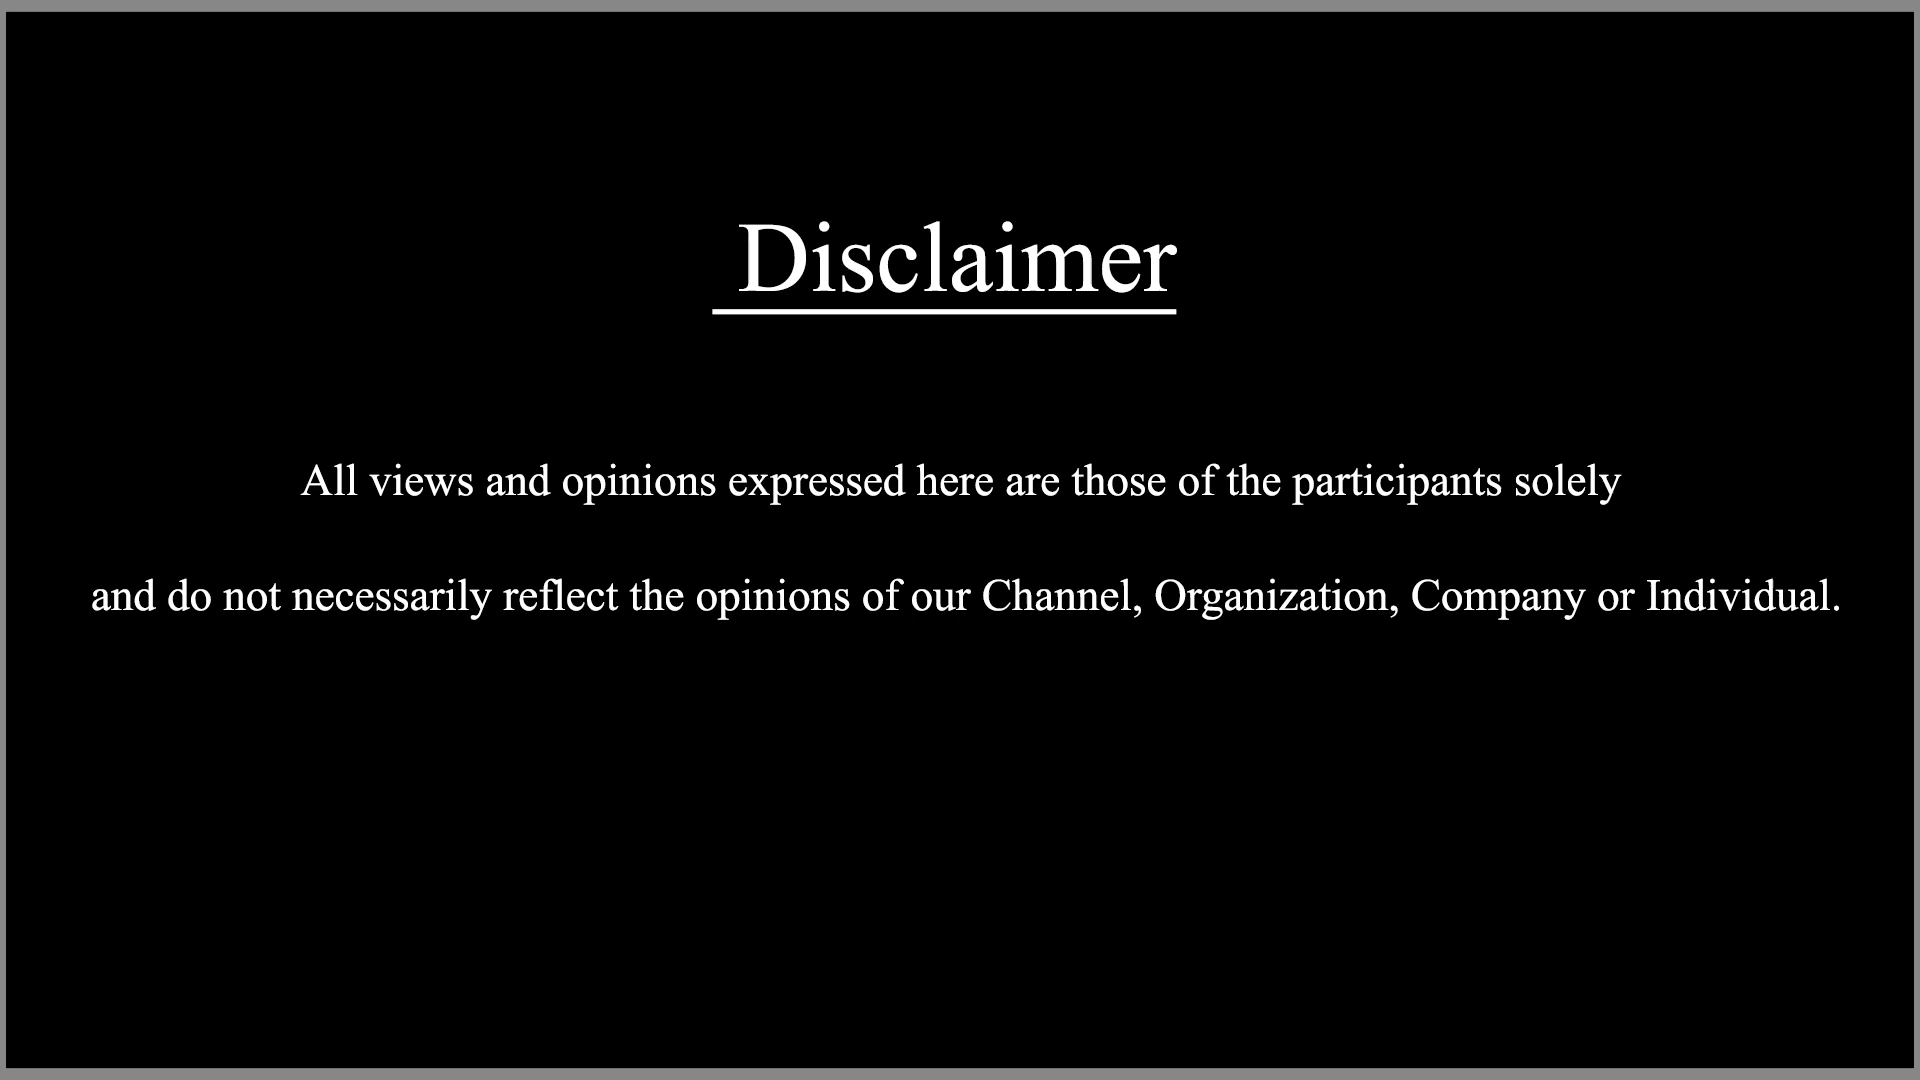 Disclaimer
All views and opinions expressed here are those of the participants solely
and do not necessarily reflect the opinions of our Channel, Organization, Company or Individual.